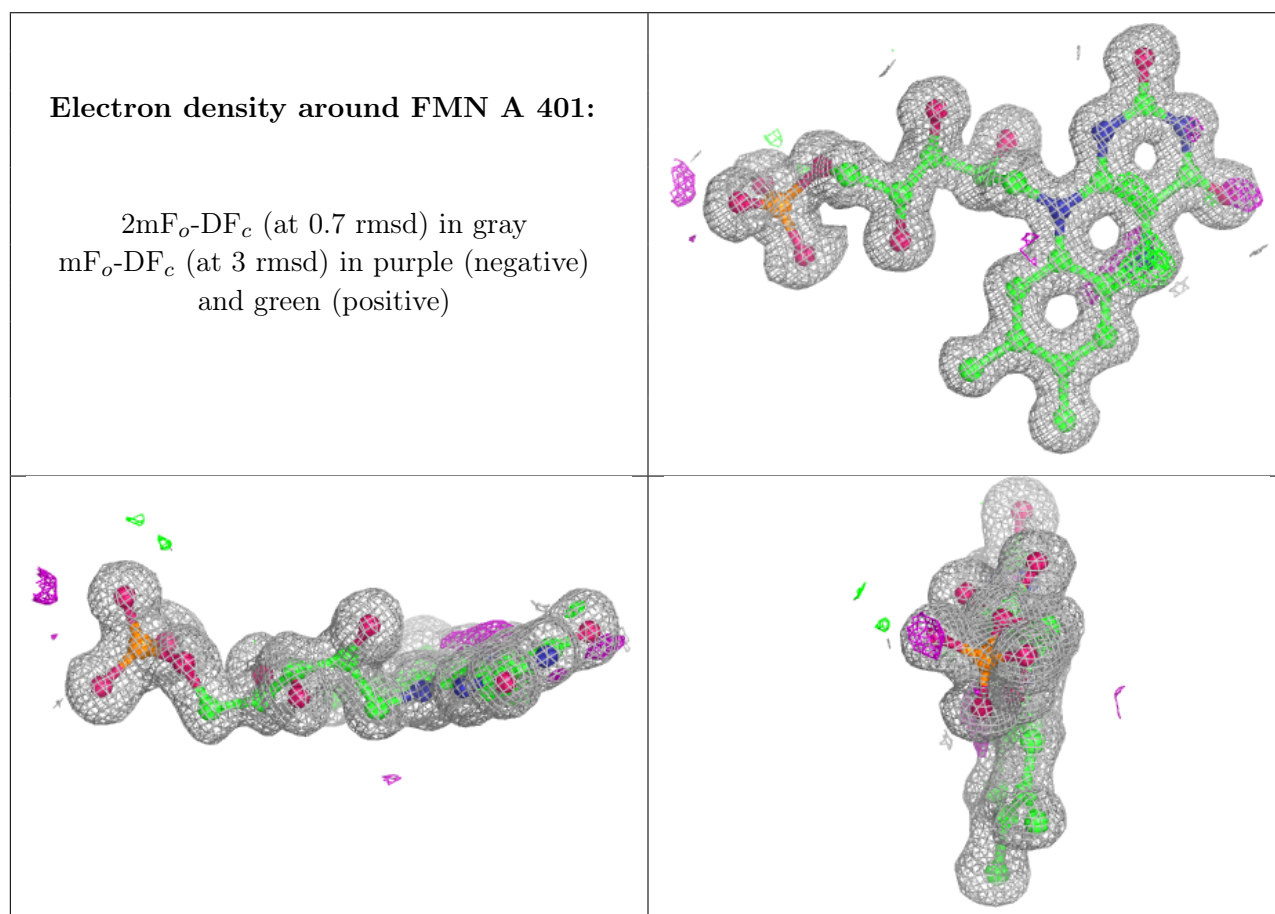 Electron density around FMN A 401:
2mFo-DFc (at 0.7 rmsd) in gray
mFo-DFc (at 3 rmsd) in purple (negative)
and green (positive)